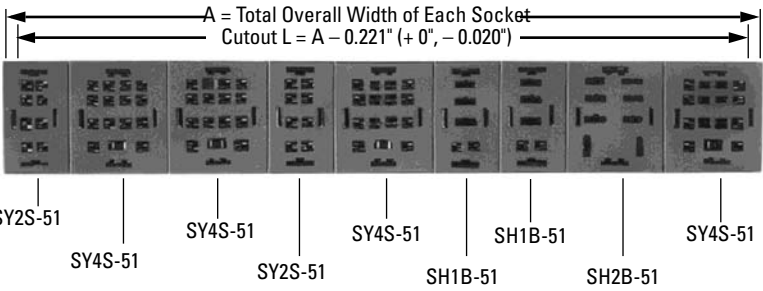 A = Total Overall Width of Each Socket
Cutout L = A – 0.221" (+ 0", – 0.020")
SY2S-51
SY4S-51
SY4S-51
SY2S-51
SY4S-51
SH1B-51
SH1B-51
SH2B-51
SY4S-51